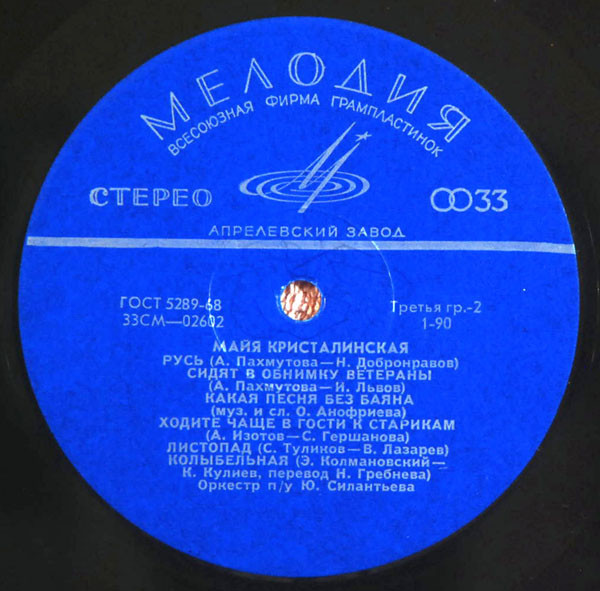 МЕЛОДИЯ
ВСЕСОЮЗНАЯ ФИРМА ГРАМПЛАСТИНОК
СТЕРЕО 33
АПРЕЛЕВСКИЙ ЗАВОД
ГОСТ 5289-68 Третья гр.-2
33СМ—02602 1-90
МАЙЯ КРИСТАЛИНСКАЯ
РУСЬ (А. Пахмутова—Н. Добронравов)
СИДЯТ В ОБНИМКУ ВЕТЕРАНЫ
(А. Пахмутова—И. Львов)
КАКАЯ ПЕСНЯ БЕЗ БАЯНА
(муз. и сл. О. Анофриева)
ХОДИТЕ ЧАЩЕ В ГОСТИ К СТАРИКАМ
(А. Изотов—С. Гершанова)
ЛИСТОПАД (С. Туликов—В. Лазарев)
КОЛЫБЕЛЬНАЯ (Э. Колмановский—
К. Кулиев, перевод Н. Гребнева)
Оркестр п/у Ю. Силантьева